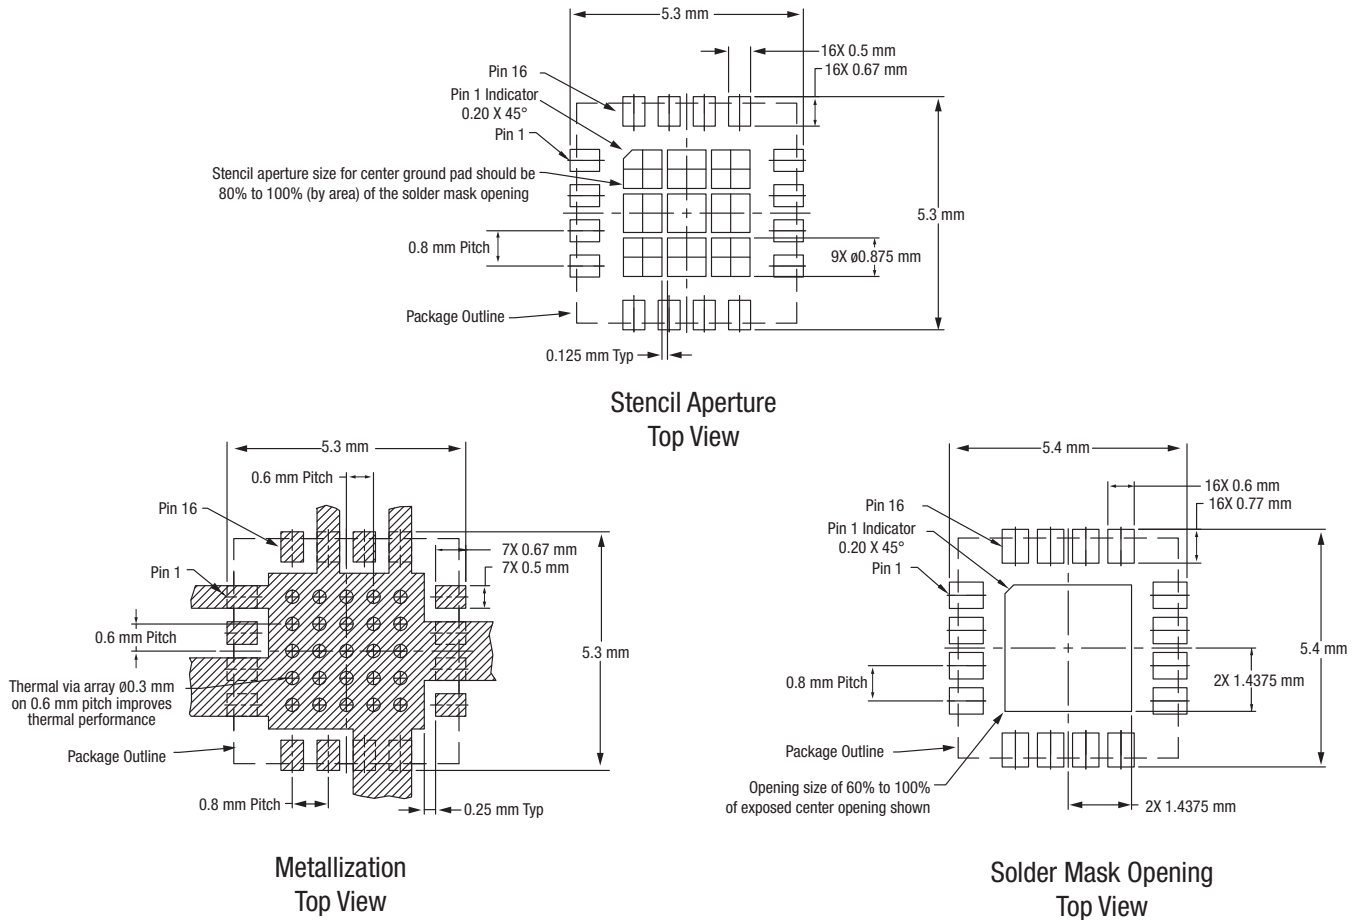 5.3 mm
16X 0.5 mm
16X 0.67 mm
Pin 16
Pin 1 Indicator
0.20 X 45°
Pin 1
Stencil aperture size for center ground pad should be
80% to 100% (by area) of the solder mask opening
5.3 mm
0.8 mm Pitch
9X ø0.875 mm
Package Outline
0.125 mm Typ
Stencil Aperture
Top View
5.3 mm
0.6 mm Pitch
Pin 16
7X 0.67 mm
7X 0.5 mm
Pin 1
0.6 mm Pitch
5.3 mm
Thermal via array ø0.3 mm
on 0.6 mm pitch improves
thermal performance
Package Outline
0.8 mm Pitch
0.25 mm Typ
Metallization
Top View
5.4 mm
16X 0.6 mm
16X 0.77 mm
Pin 16
Pin 1 Indicator
0.20 X 45°
Pin 1
5.4 mm
0.8 mm Pitch
2X 1.4375 mm
Package Outline
Opening size of 60% to 100%
of exposed center opening shown
2X 1.4375 mm
Solder Mask Opening
Top View